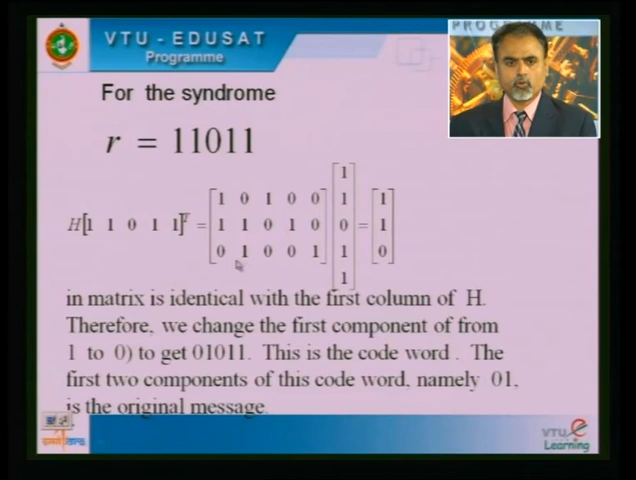 VTU - EDUSAT
Programme
PROGRAMME
For the syndrome
r = 11011
H[1 1 0 1 1]ᵀ = [1 0 1 0 0; 1 1 0 1 0; 0 1 0 0 1] [1; 1; 0; 1; 1] = [1; 1; 0]
in matrix is identical with the first column of H.
Therefore, we change the first component of from
1 to 0) to get 01011. This is the code word . The
first two components of this code word, namely 01,
is the original message.
VTU e
Learning